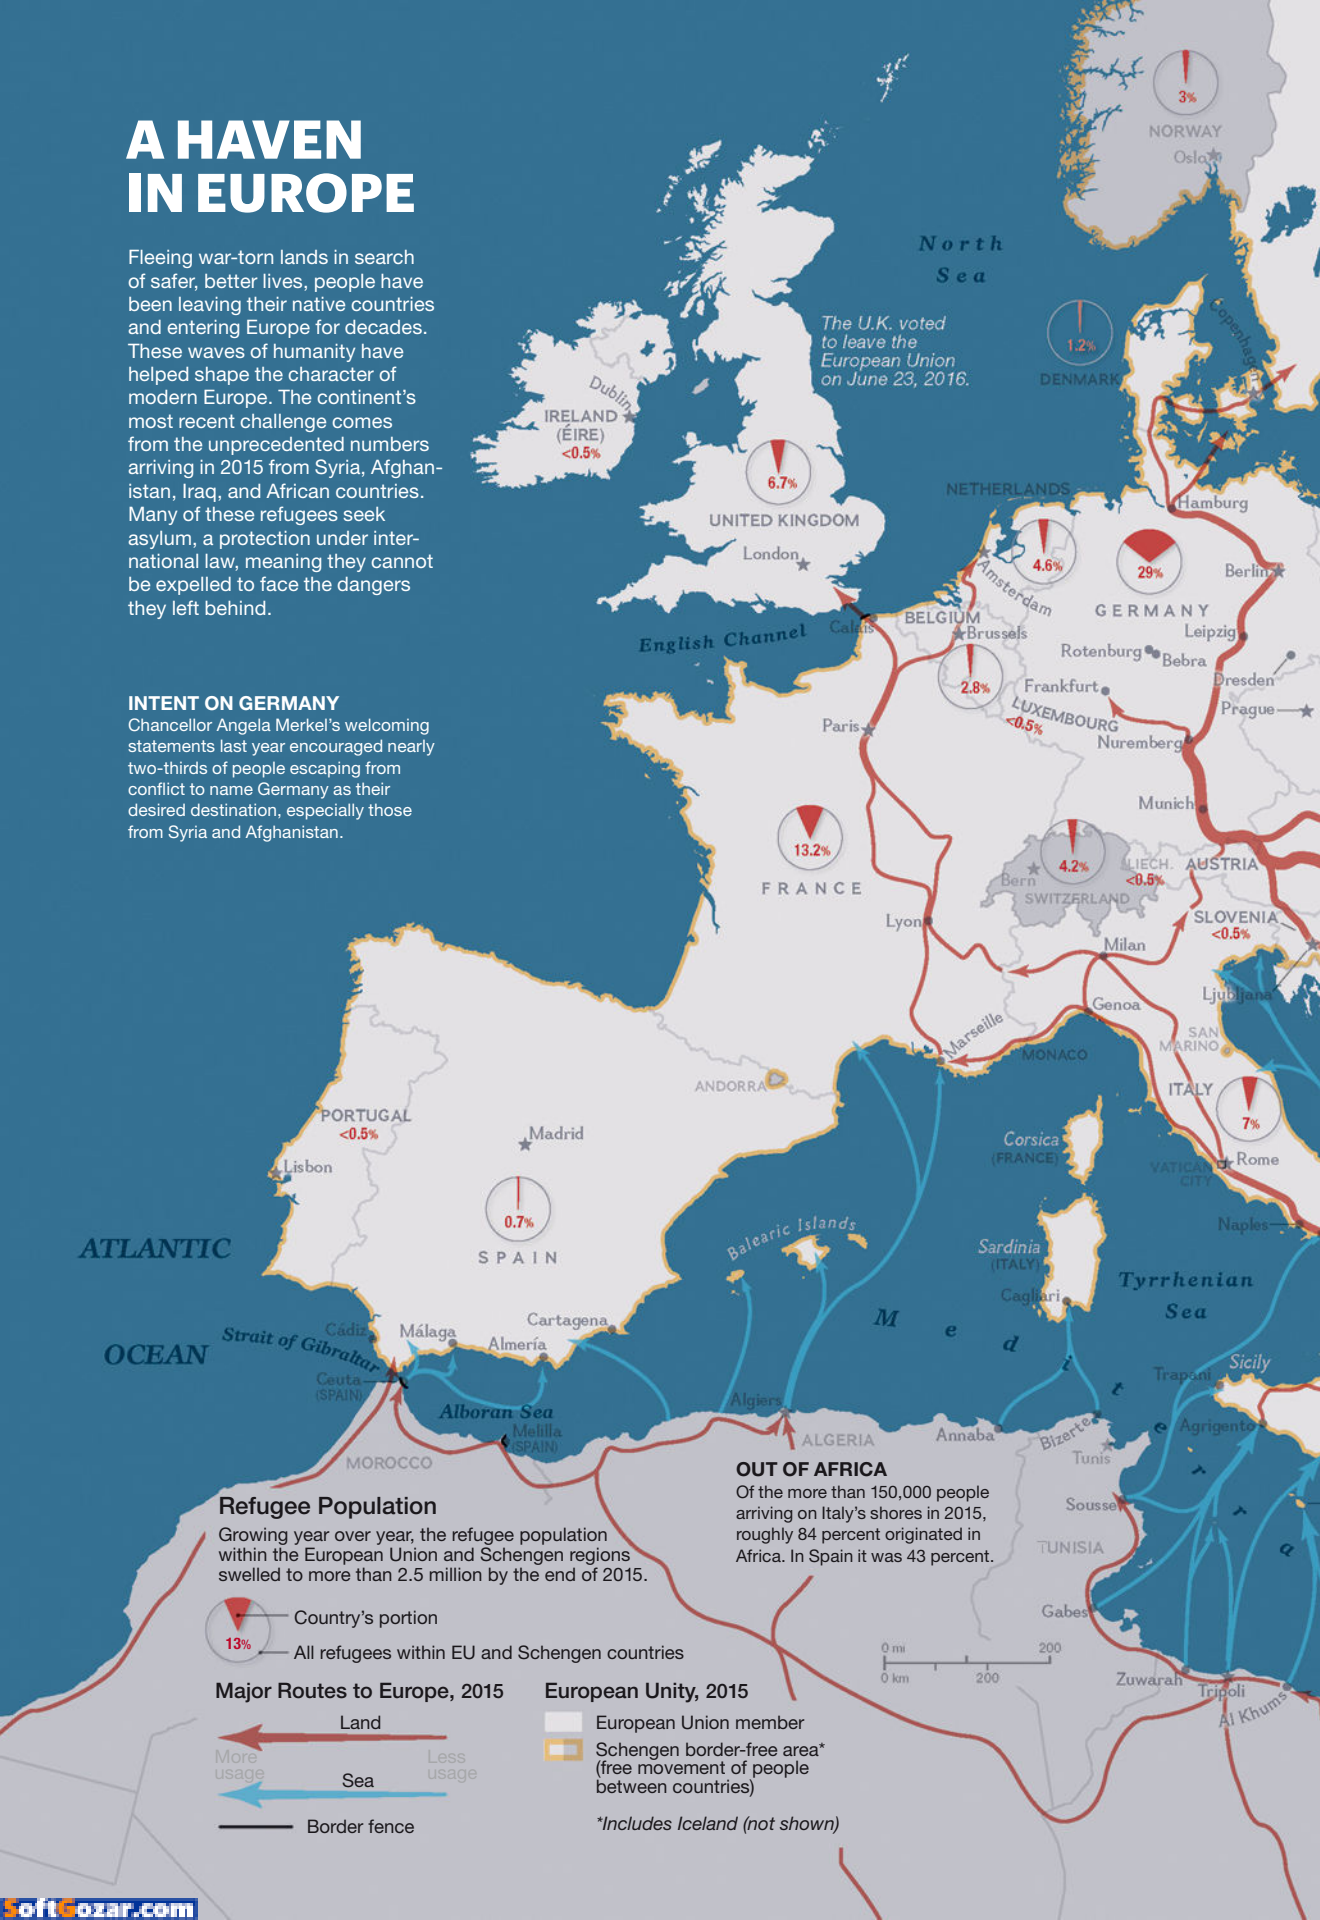 A HAVEN
IN EUROPE
Fleeing war-torn lands in search
of safer, better lives, people have
been leaving their native countries
and entering Europe for decades.
These waves of humanity have
helped shape the character of
modern Europe. The continent's
most recent challenge comes
from the unprecedented numbers
arriving in 2015 from Syria, Afghan-
istan, Iraq, and African countries.
Many of these refugees seek
asylum, a protection under inter-
national law, meaning they cannot
be expelled to face the dangers
they left behind.
INTENT ON GERMANY
Chancellor Angela Merkel's welcoming
statements last year encouraged nearly
two-thirds of people escaping from
conflict to name Germany as their
desired destination, especially those
from Syria and Afghanistan.
3%
NORWAY
Oslo
North
Sea
The U.K. voted
to leave the
European Union
on June 23, 2016.
1.2%
DENMARK
Copenhagen
Dublin
IRELAND
(ÉIRE)
<0.5%
6.7%
UNITED KINGDOM
London
NETHERLANDS
4.6%
Amsterdam
Hamburg
29%
GERMANY
Berlin
Leipzig
Rotenburg
Bebra
Dresden
Frankfurt
Prague
English Channel
Calais
BELGIUM
Brussels
2.8%
LUXEMBOURG
<0.5%
Nuremberg
Paris
Munich
13.2%
FRANCE
4.2%
Bern
SWITZERLAND
LIECH.
<0.5%
AUSTRIA
SLOVENIA
<0.5%
Lyon
Milan
Ljubljana
Genoa
Marseille
MONACO
SAN
MARINO
ANDORRA
ITALY
7%
PORTUGAL
<0.5%
Lisbon
Madrid
0.7%
SPAIN
Corsica
(FRANCE)
VATICAN
CITY
Rome
Naples
ATLANTIC
OCEAN
Balearic Islands
Sardinia
(ITALY)
Cagliari
Tyrrhenian
Sea
Mediterra
Strait of Gibraltar
Cádiz
Málaga
Almería
Cartagena
Ceuta
(SPAIN)
Alboran Sea
Melilla
(SPAIN)
MOROCCO
Algiers
ALGERIA
Annaba
Bizerte
Tunis
Trapani
Sicily
Agrigento
Sousse
TUNISIA
Gabes
Zuwarah
Tripoli
Al Khums
OUT OF AFRICA
Of the more than 150,000 people
arriving on Italy's shores in 2015,
roughly 84 percent originated in
Africa. In Spain it was 43 percent.
0 mi 200
0 km 200
Refugee Population
Growing year over year, the refugee population
within the European Union and Schengen regions
swelled to more than 2.5 million by the end of 2015.
13%
Country's portion
All refugees within EU and Schengen countries
Major Routes to Europe, 2015
Land
More
usage
Less
usage
Sea
Border fence
European Unity, 2015
European Union member
Schengen border-free area*
(free movement of people
between countries)
*Includes Iceland (not shown)
SoftGozar.com